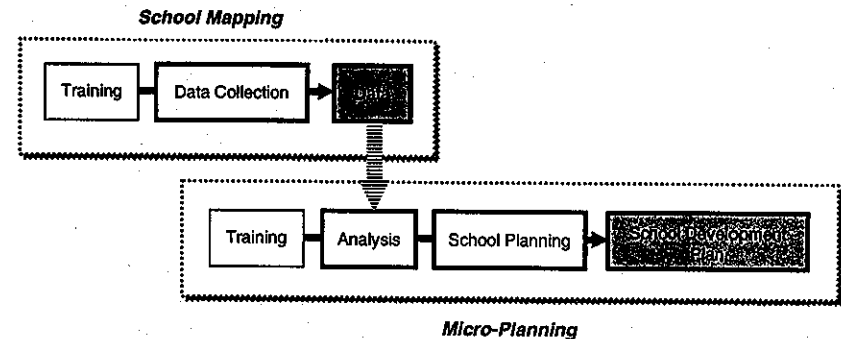 School Mapping
Training
Data Collection
Data
Training
Analysis
School Planning
School Development
Plan
Micro-Planning